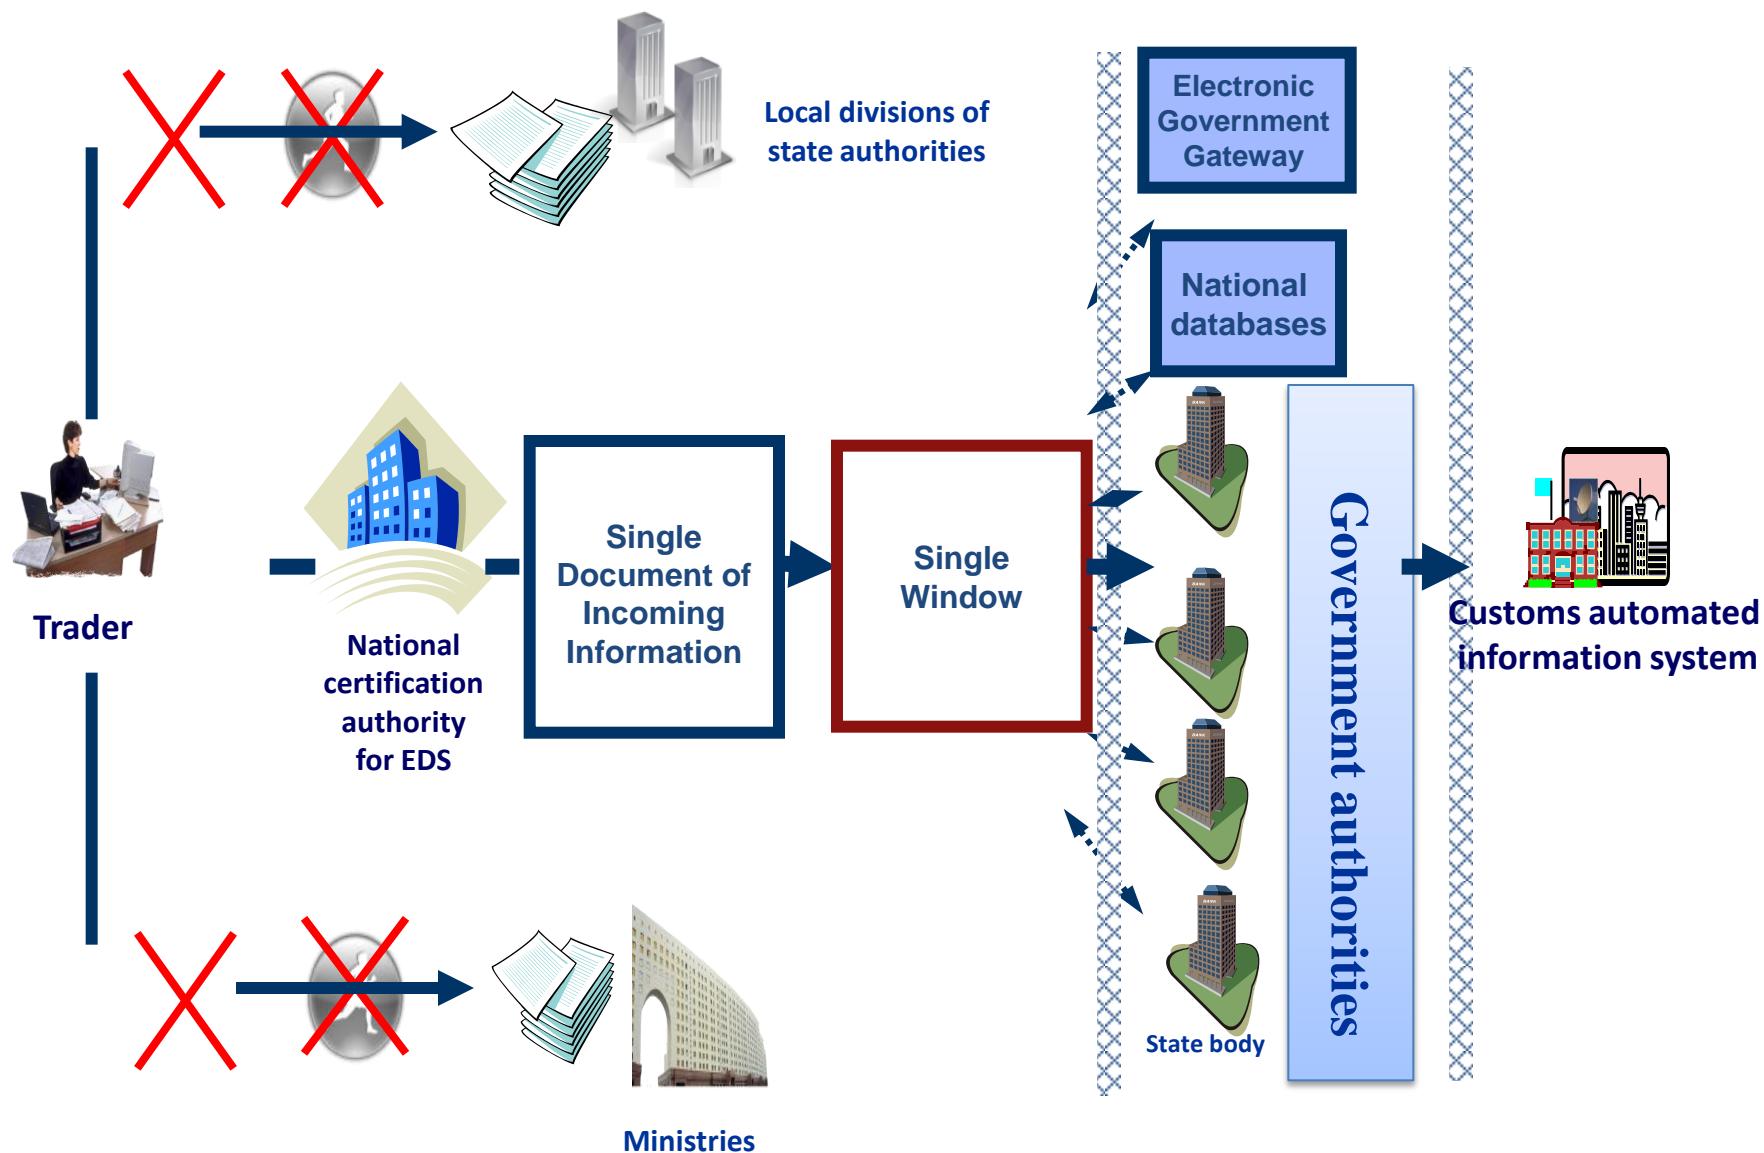 Local divisions of
state authorities
Electronic
Government
Gateway
National
databases
Trader
National
certification
authority
for EDS
Single
Document of
Incoming
Information
Single
Window
Government authorities
Customs automated
information system
State body
Ministries